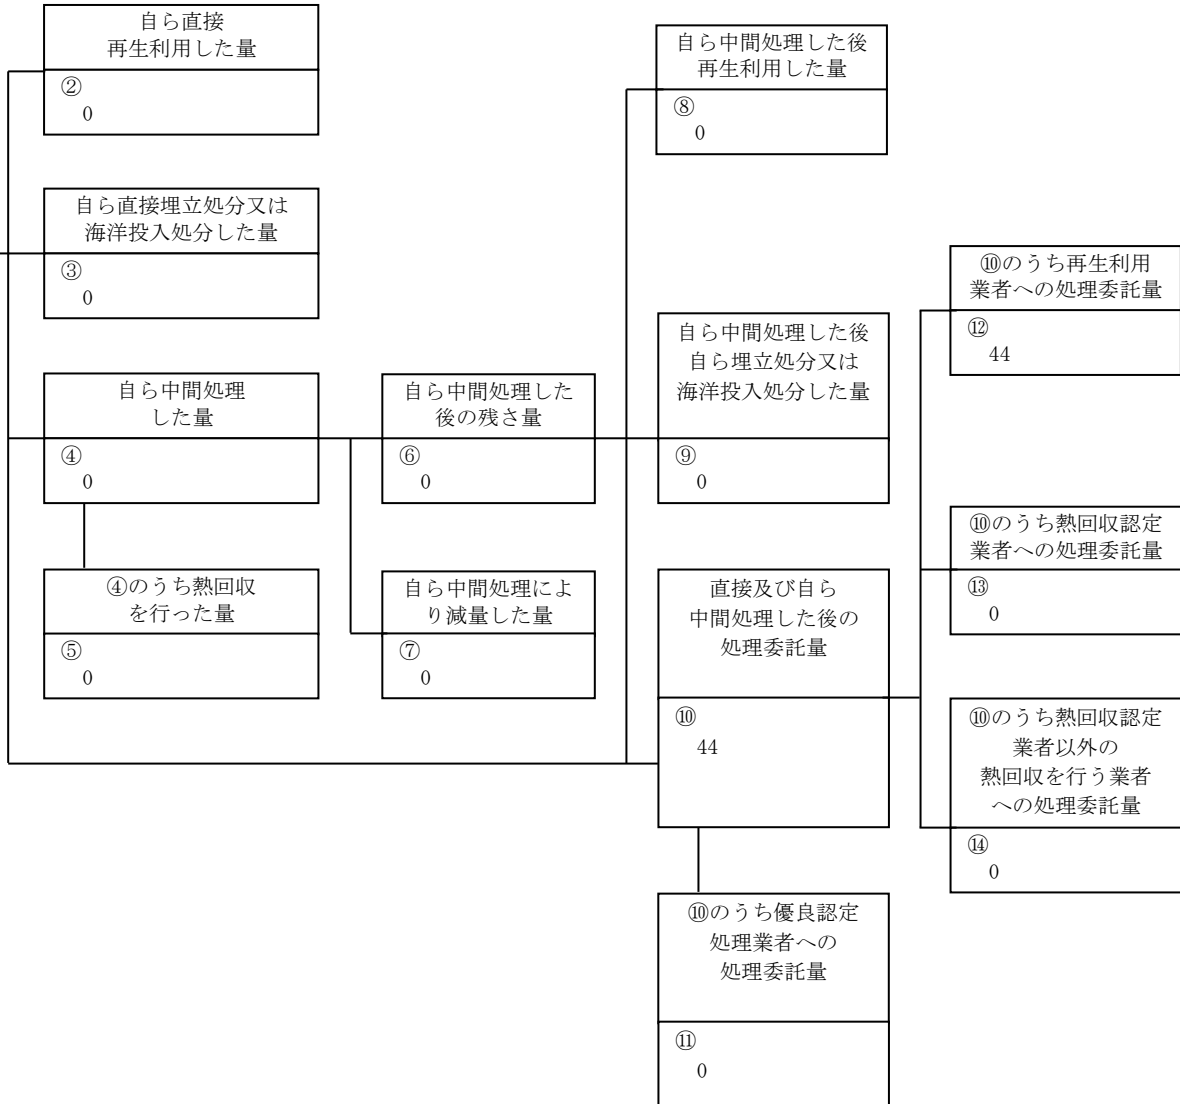 自ら直接
再生利用した量
②
0
自ら直接埋立処分又は
海洋投入処分した量
③
0
自ら中間処理
した量
④
0
④のうち熱回収
を行った量
⑤
0
自ら中間処理した
後の残さ量
⑥
0
自ら中間処理によ
り減量した量
⑦
0
自ら中間処理した後
再生利用した量
⑧
0
自ら中間処理した後
自ら埋立処分又は
海洋投入処分した量
⑨
0
直接及び自ら
中間処理した後の
処理委託量
⑩
44
⑩のうち優良認定
処理業者への
処理委託量
⑪
0
⑩のうち再生利用
業者への処理委託量
⑫
44
⑩のうち熱回収認定
業者への処理委託量
⑬
0
⑩のうち熱回収認定
業者以外の
熱回収を行う業者
への処理委託量
⑭
0